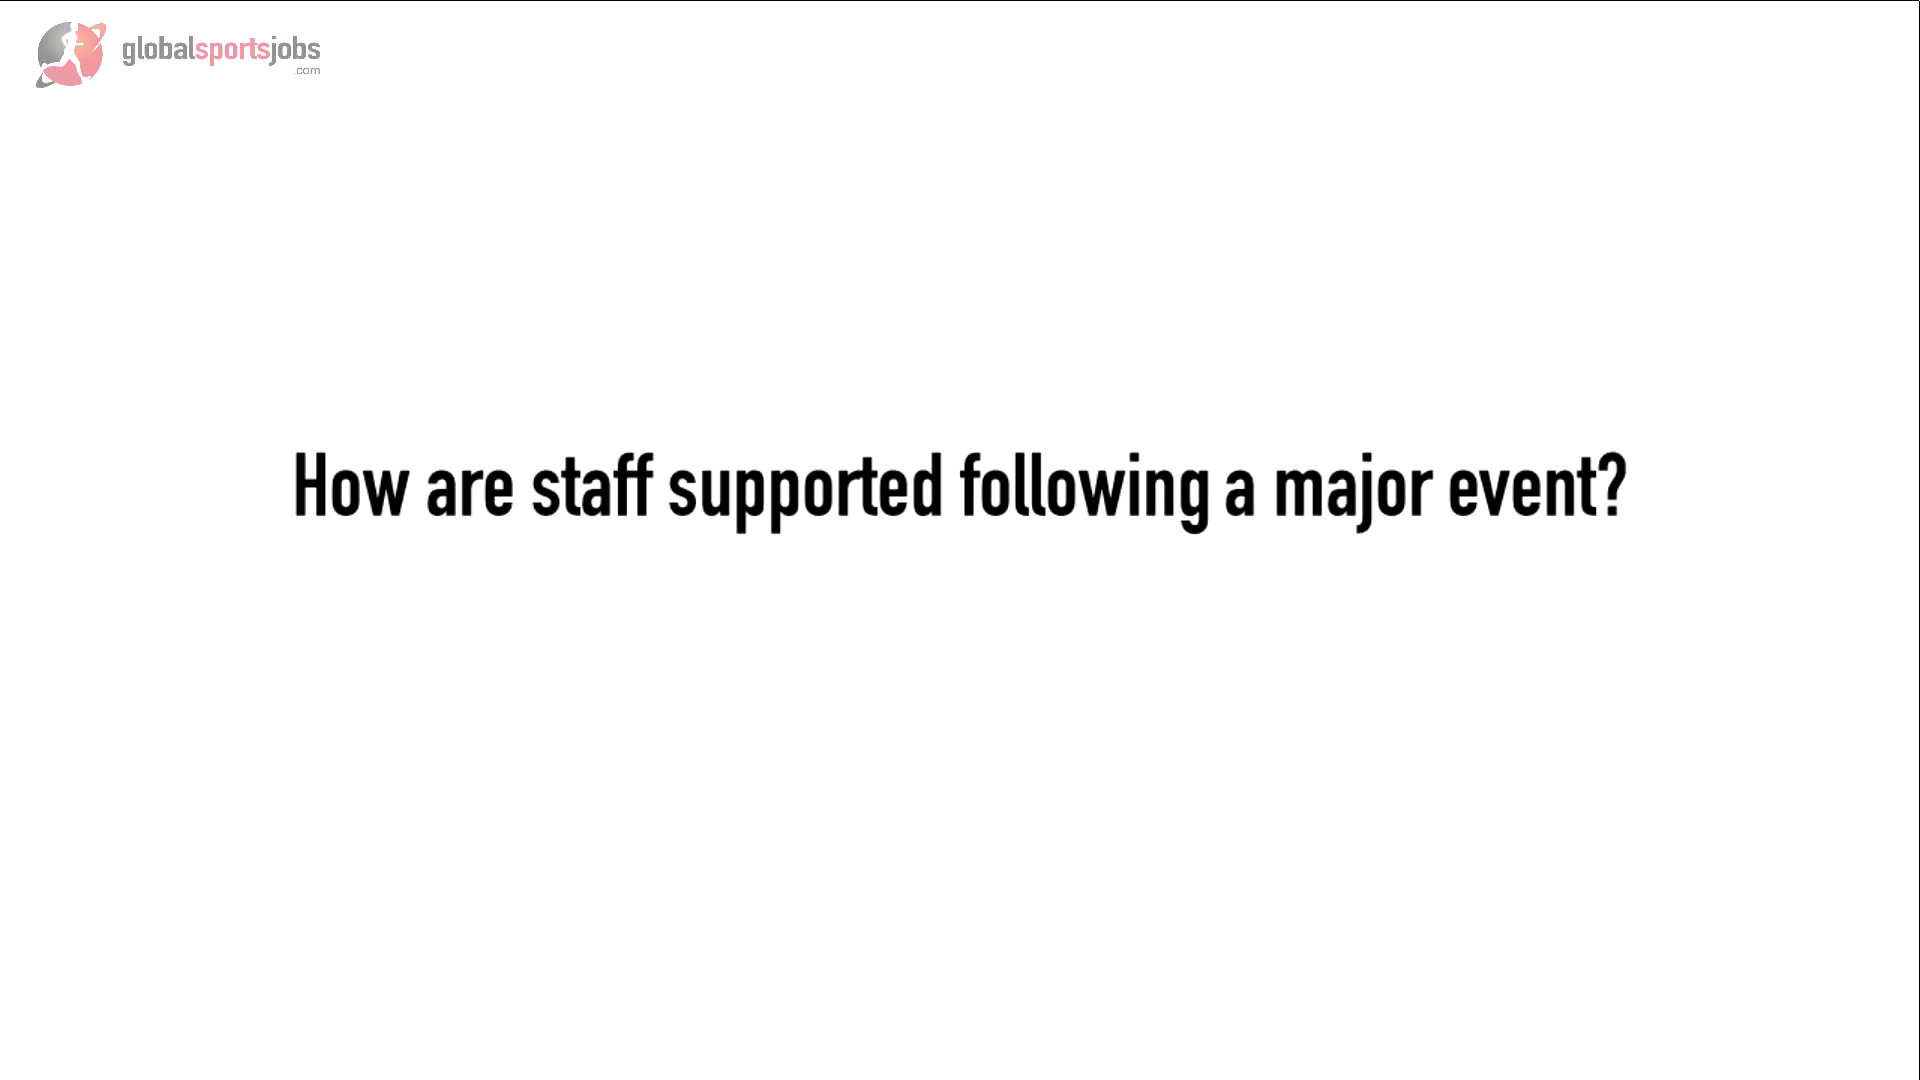 globalsportsjobs
.com
How are staff supported following a major event?